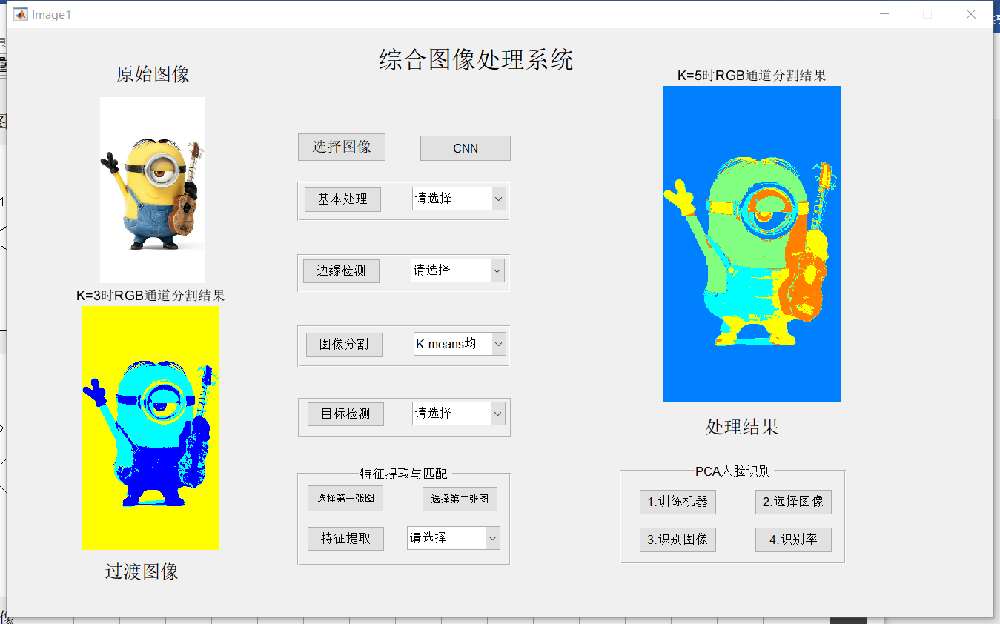 Image1
综合图像处理系统
原始图像
K=5时RGB通道分割结果
选择图像
CNN
基本处理
请选择
边缘检测
请选择
K=3时RGB通道分割结果
图像分割
K-means均...
目标检测
请选择
处理结果
特征提取与匹配
选择第一张图
选择第二张图
特征提取
请选择
PCA人脸识别
1.训练机器
2.选择图像
3.识别图像
4.识别率
过渡图像
像